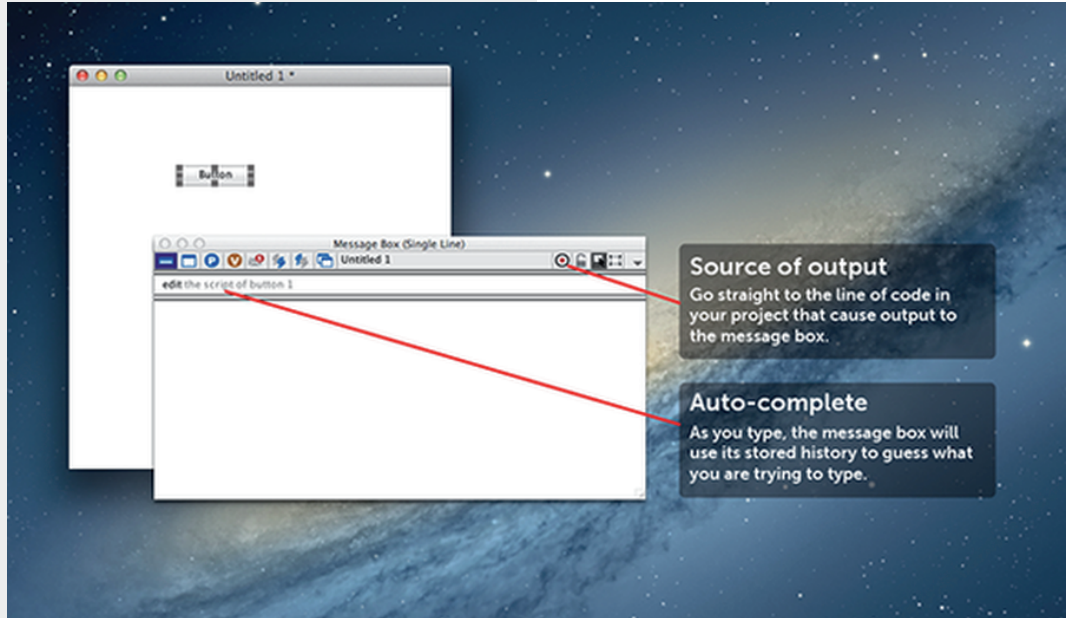 Untitled 1 *
Button
Message Box (Single Line)
Untitled 1
edit the script of button 1
Source of output
Go straight to the line of code in
your project that cause output to
the message box.
Auto-complete
As you type, the message box will
use its stored history to guess what
you are trying to type.